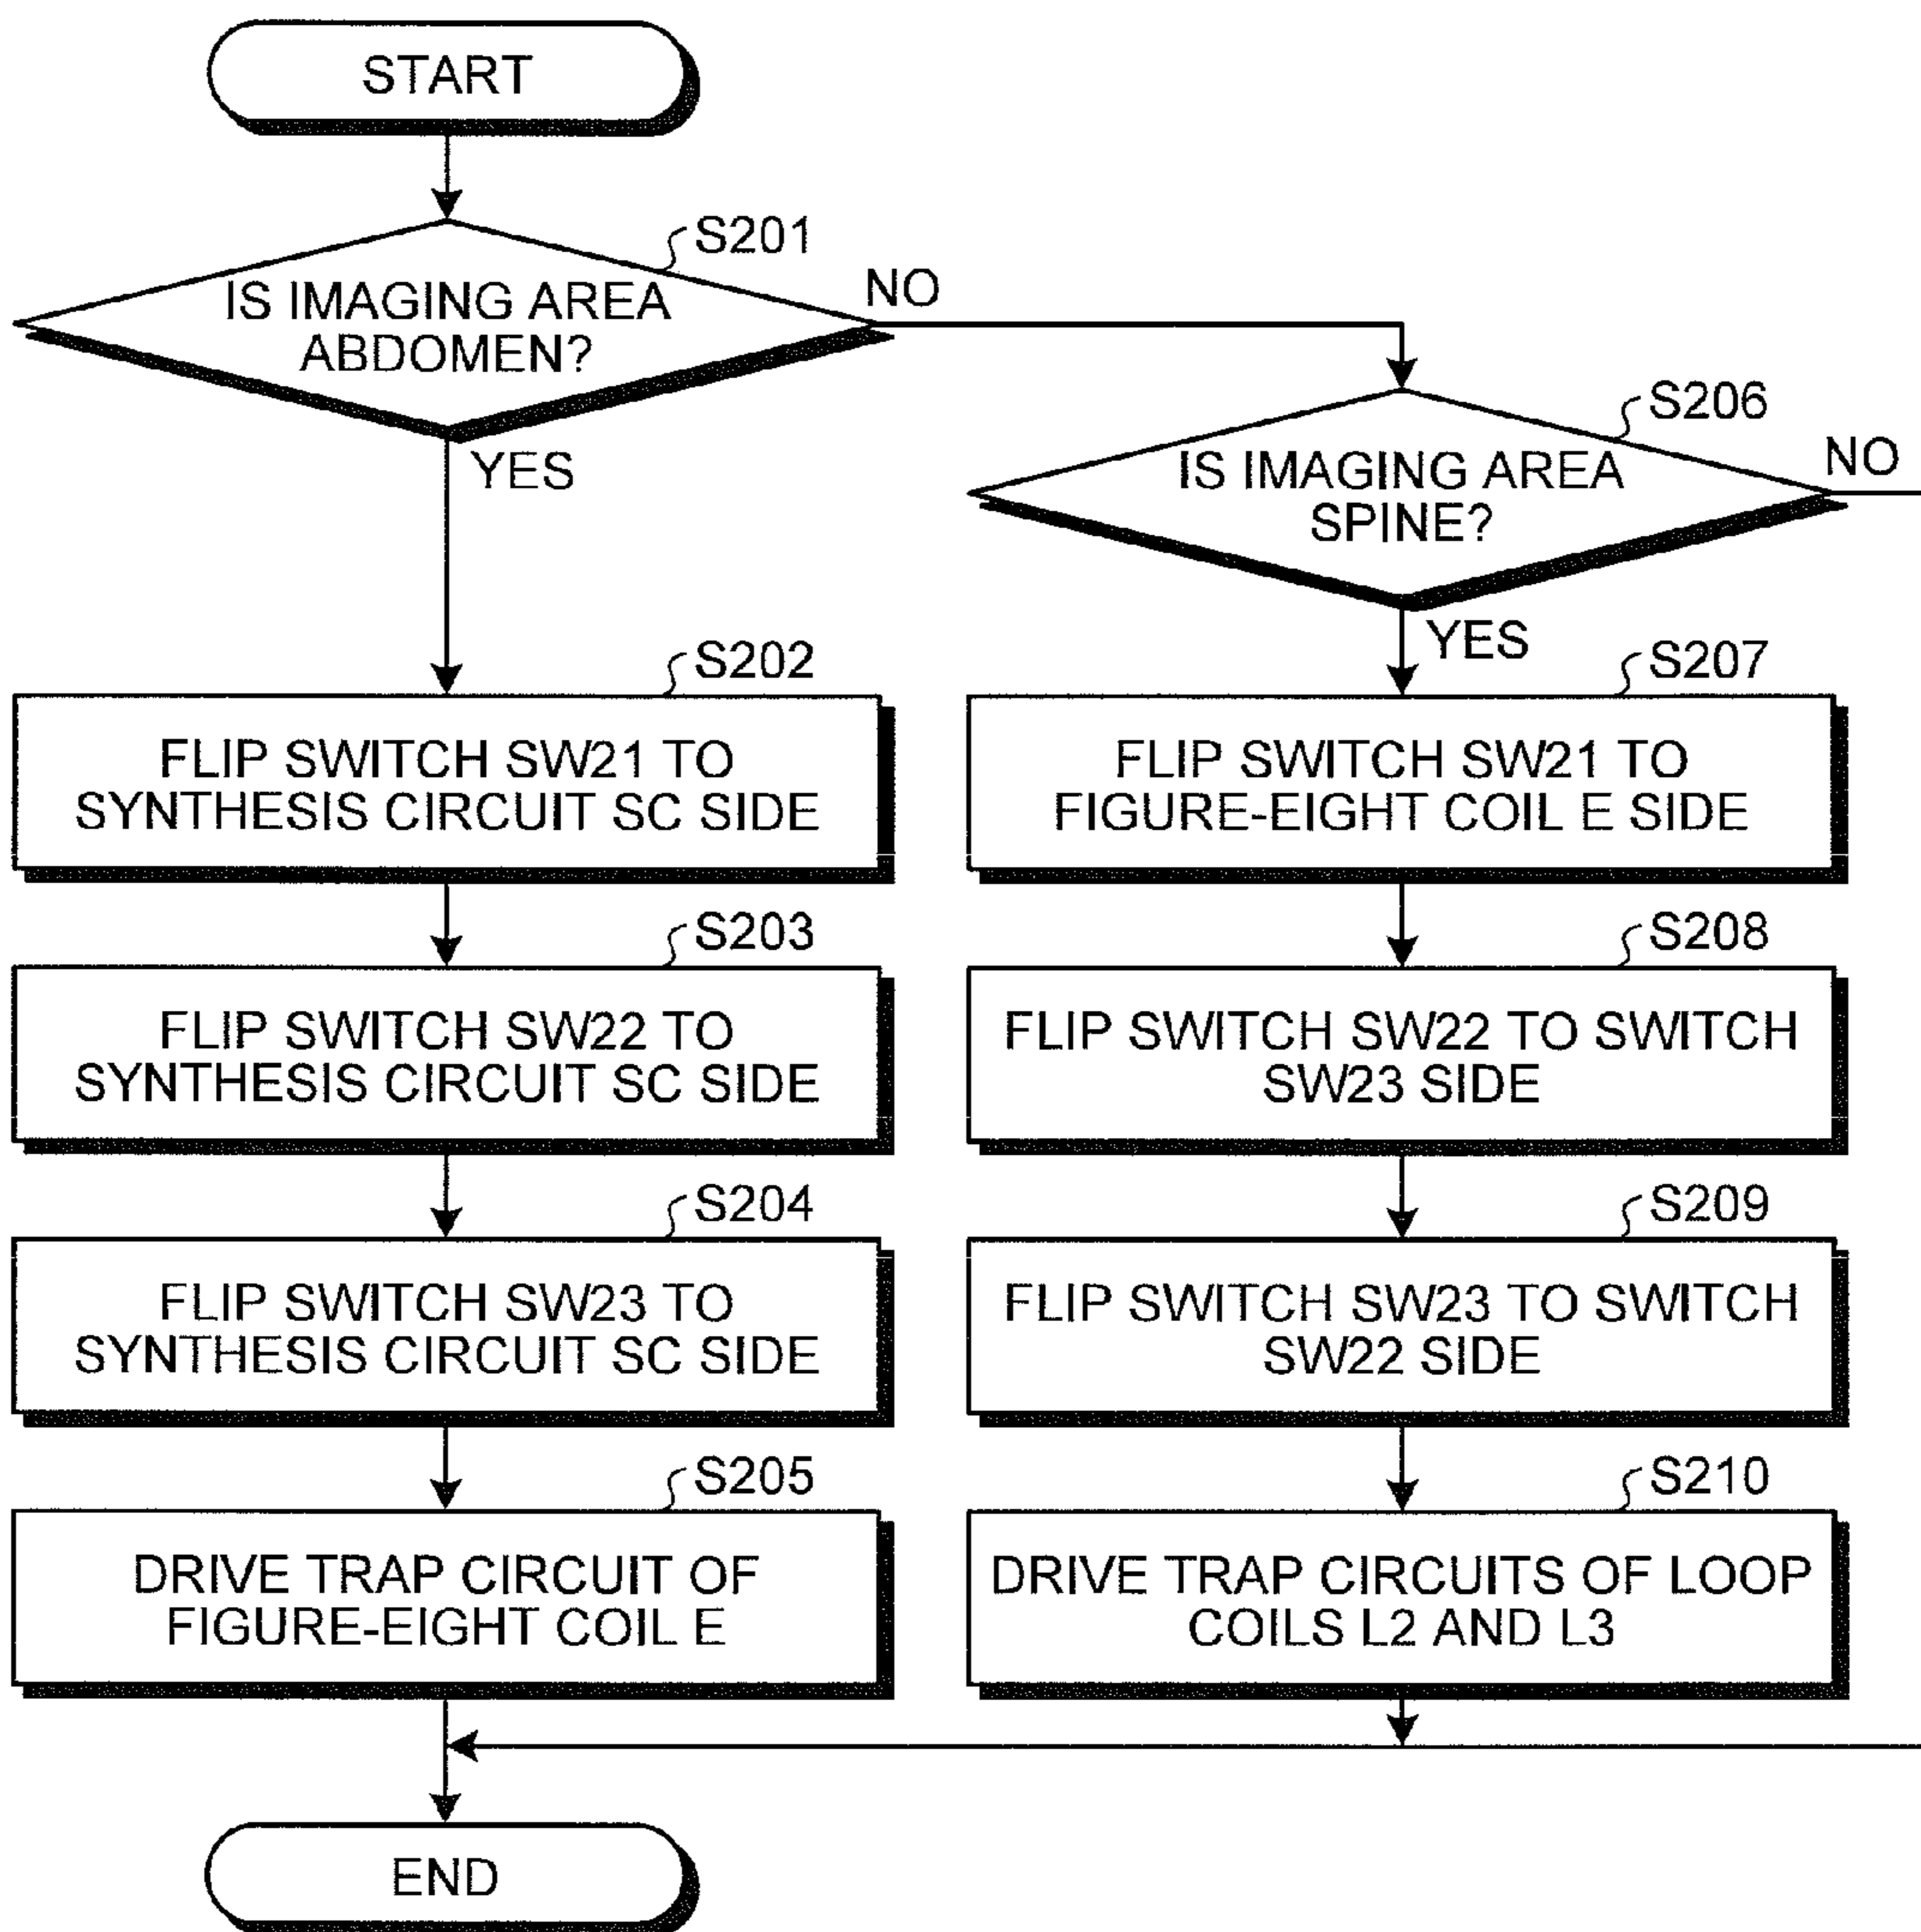 START
S201
IS IMAGING AREA
ABDOMEN?
NO
YES
S206
IS IMAGING AREA
SPINE?
NO
YES
S202
FLIP SWITCH SW21 TO
SYNTHESIS CIRCUIT SC SIDE
S203
FLIP SWITCH SW22 TO
SYNTHESIS CIRCUIT SC SIDE
S204
FLIP SWITCH SW23 TO
SYNTHESIS CIRCUIT SC SIDE
S205
DRIVE TRAP CIRCUIT OF
FIGURE-EIGHT COIL E
S207
FLIP SWITCH SW21 TO
FIGURE-EIGHT COIL E SIDE
S208
FLIP SWITCH SW22 TO SWITCH
SW23 SIDE
S209
FLIP SWITCH SW23 TO SWITCH
SW22 SIDE
S210
DRIVE TRAP CIRCUITS OF LOOP
COILS L2 AND L3
END